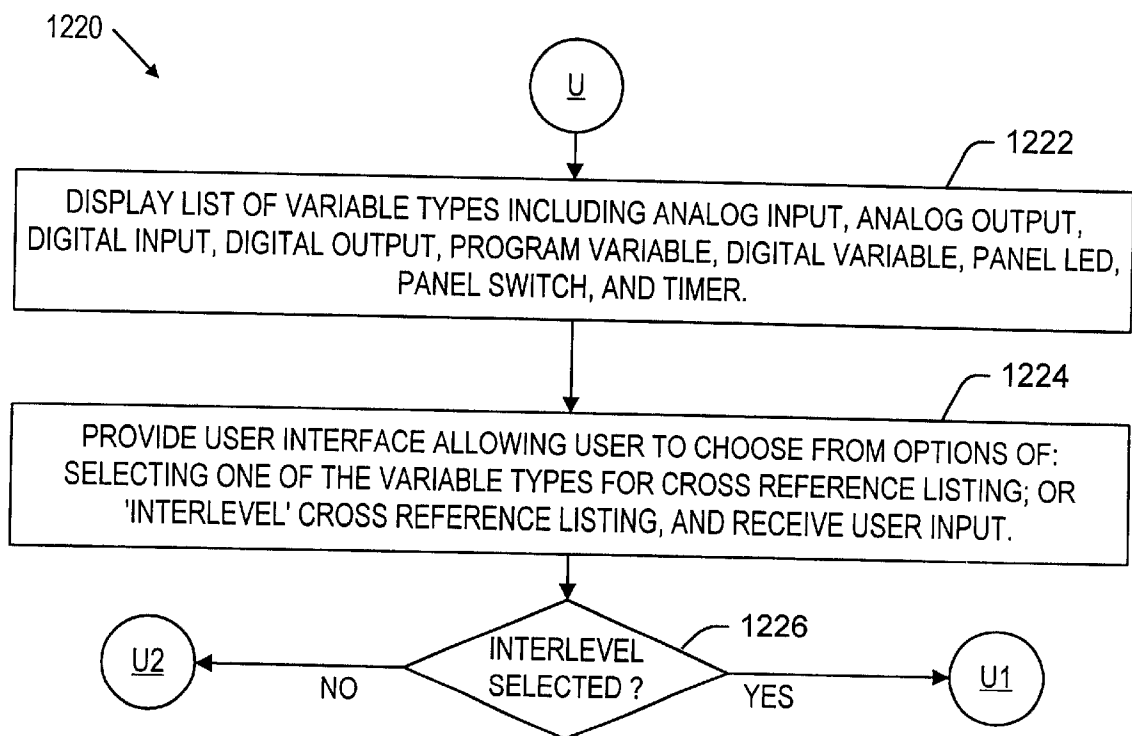 1220
U
1222
DISPLAY LIST OF VARIABLE TYPES INCLUDING ANALOG INPUT, ANALOG OUTPUT,
DIGITAL INPUT, DIGITAL OUTPUT, PROGRAM VARIABLE, DIGITAL VARIABLE, PANEL LED,
PANEL SWITCH, AND TIMER.
1224
PROVIDE USER INTERFACE ALLOWING USER TO CHOOSE FROM OPTIONS OF:
SELECTING ONE OF THE VARIABLE TYPES FOR CROSS REFERENCE LISTING; OR
'INTERLEVEL' CROSS REFERENCE LISTING, AND RECEIVE USER INPUT.
1226
INTERLEVEL
SELECTED ?
U2
NO
YES
U1